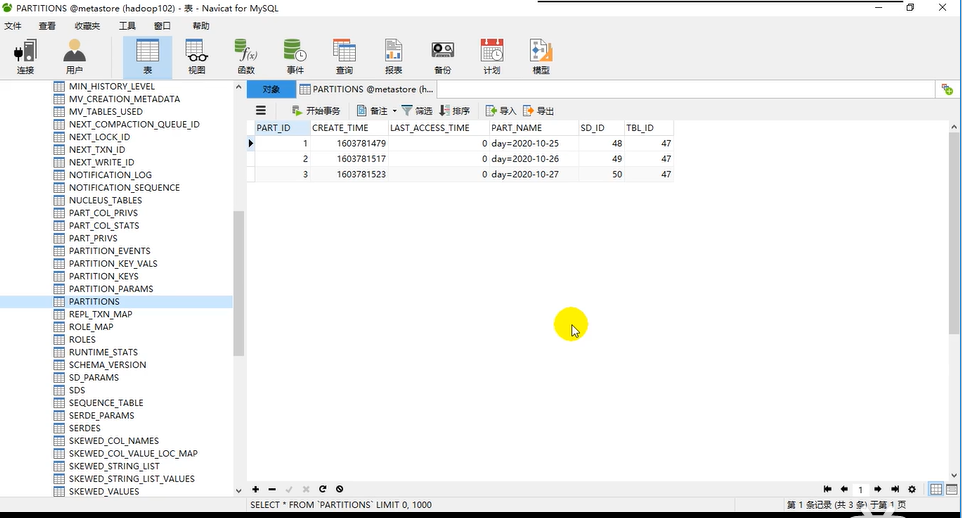 PARTITIONS @metastore (hadoop102) - 表 - Navicat for MySQL
文件 查看 收藏夹 工具 窗口 帮助
连接 用户 表 视图 函数 事件 查询 报表 备份 计划 模型
对象 PARTITIONS @metastore (h...
开始事务 备注 筛选 排序 导入 导出
MIN_HISTORY_LEVEL
MV_CREATION_METADATA
MV_TABLES_USED
NEXT_COMPACTION_QUEUE_ID
NEXT_LOCK_ID
NEXT_TXN_ID
NEXT_WRITE_ID
NOTIFICATION_LOG
NOTIFICATION_SEQUENCE
NUCLEUS_TABLES
PART_COL_PRIVS
PART_COL_STATS
PART_PRIVS
PARTITION_EVENTS
PARTITION_KEY_VALS
PARTITION_KEYS
PARTITION_PARAMS
PARTITIONS
REPL_TXN_MAP
ROLE_MAP
ROLES
RUNTIME_STATS
SCHEMA_VERSION
SD_PARAMS
SDS
SEQUENCE_TABLE
SERDE_PARAMS
SERDES
SKEWED_COL_NAMES
SKEWED_COL_VALUE_LOC_MAP
SKEWED_STRING_LIST
SKEWED_STRING_LIST_VALUES
SKEWED_VALUES
PART_ID CREATE_TIME LAST_ACCESS_TIME PART_NAME SD_ID TBL_ID
1 1603781479 0 day=2020-10-25 48 47
2 1603781517 0 day=2020-10-26 49 47
3 1603781523 0 day=2020-10-27 50 47
1
SELECT * FROM `PARTITIONS` LIMIT 0, 1000 第 1 条记录 (共 3 条) 于第 1 页